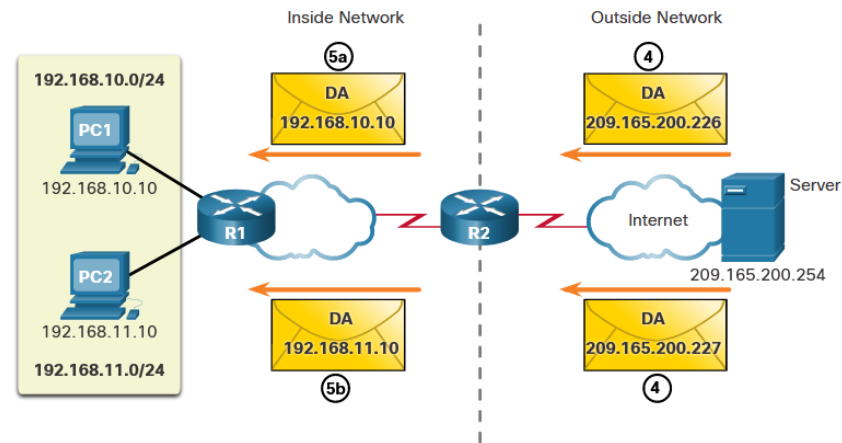 Inside Network
Outside Network
5a
4
192.168.10.0/24
DA
192.168.10.10
DA
209.165.200.226
PC1
192.168.10.10
Server
R1
R2
Internet
PC2
209.165.200.254
192.168.11.10
DA
192.168.11.10
DA
209.165.200.227
192.168.11.0/24
5b
4